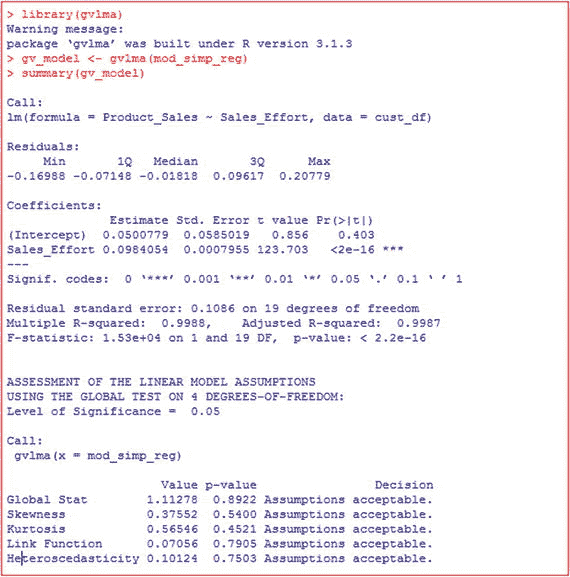 > library(gvlma)
Warning message:
package ‘gvlma’ was built under R version 3.1.3
> gv_model <- gvlma(mod_simp_reg)
> summary(gv_model)
Call:
lm(formula = Product_Sales ~ Sales_Effort, data = cust_df)
Residuals:
Min 1Q Median 3Q Max
-0.16988 -0.07148 -0.01818 0.09617 0.20779
Coefficients:
Estimate Std. Error t value Pr(>|t|)
(Intercept) 0.0500779 0.0585019 0.856 0.403
Sales_Effort 0.0984054 0.0007955 123.703 <2e-16 ***
---
Signif. codes: 0 ‘***’ 0.001 ‘**’ 0.01 ‘*’ 0.05 ‘.’ 0.1 ‘ ’ 1
Residual standard error: 0.1086 on 19 degrees of freedom
Multiple R-squared: 0.9988, Adjusted R-squared: 0.9987
F-statistic: 1.53e+04 on 1 and 19 DF, p-value: < 2.2e-16
ASSESSMENT OF THE LINEAR MODEL ASSUMPTIONS
USING THE GLOBAL TEST ON 4 DEGREES-OF-FREEDOM:
Level of Significance = 0.05
Call:
gvlma(x = mod_simp_reg)
Value p-value Decision
Global Stat 1.11278 0.8922 Assumptions acceptable.
Skewness 0.37552 0.5400 Assumptions acceptable.
Kurtosis 0.56546 0.4521 Assumptions acceptable.
Link Function 0.07056 0.7905 Assumptions acceptable.
Heteroscedasticity 0.10124 0.7503 Assumptions acceptable.